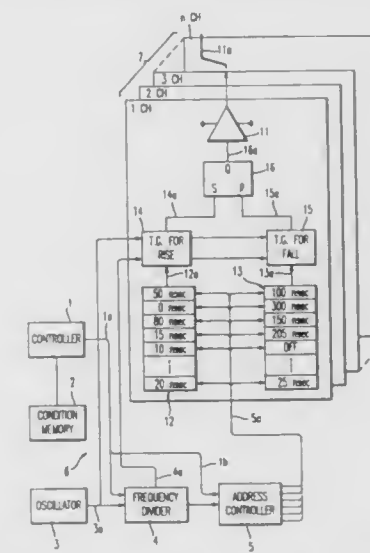 n CH
7
11a
3 CH
2 CH
1 CH
11
16a
Q
16
S
14a
15a
14
15
T.G. FOR
RISE
T.G. FOR
FALL
12a
13
13a
50 nsec
0 nsec
80 nsec
15 nsec
10 nsec
20 nsec
12
100 nsec
300 nsec
150 nsec
205 nsec
OFF
25 nsec
1
1a
CONTROLLER
2
CONDITION
MEMORY
5a
6
4a
1b
OSCILLATOR
3
3a
FREQUENCY
DIVIDER
4
ADDRESS
CONTROLLER
5